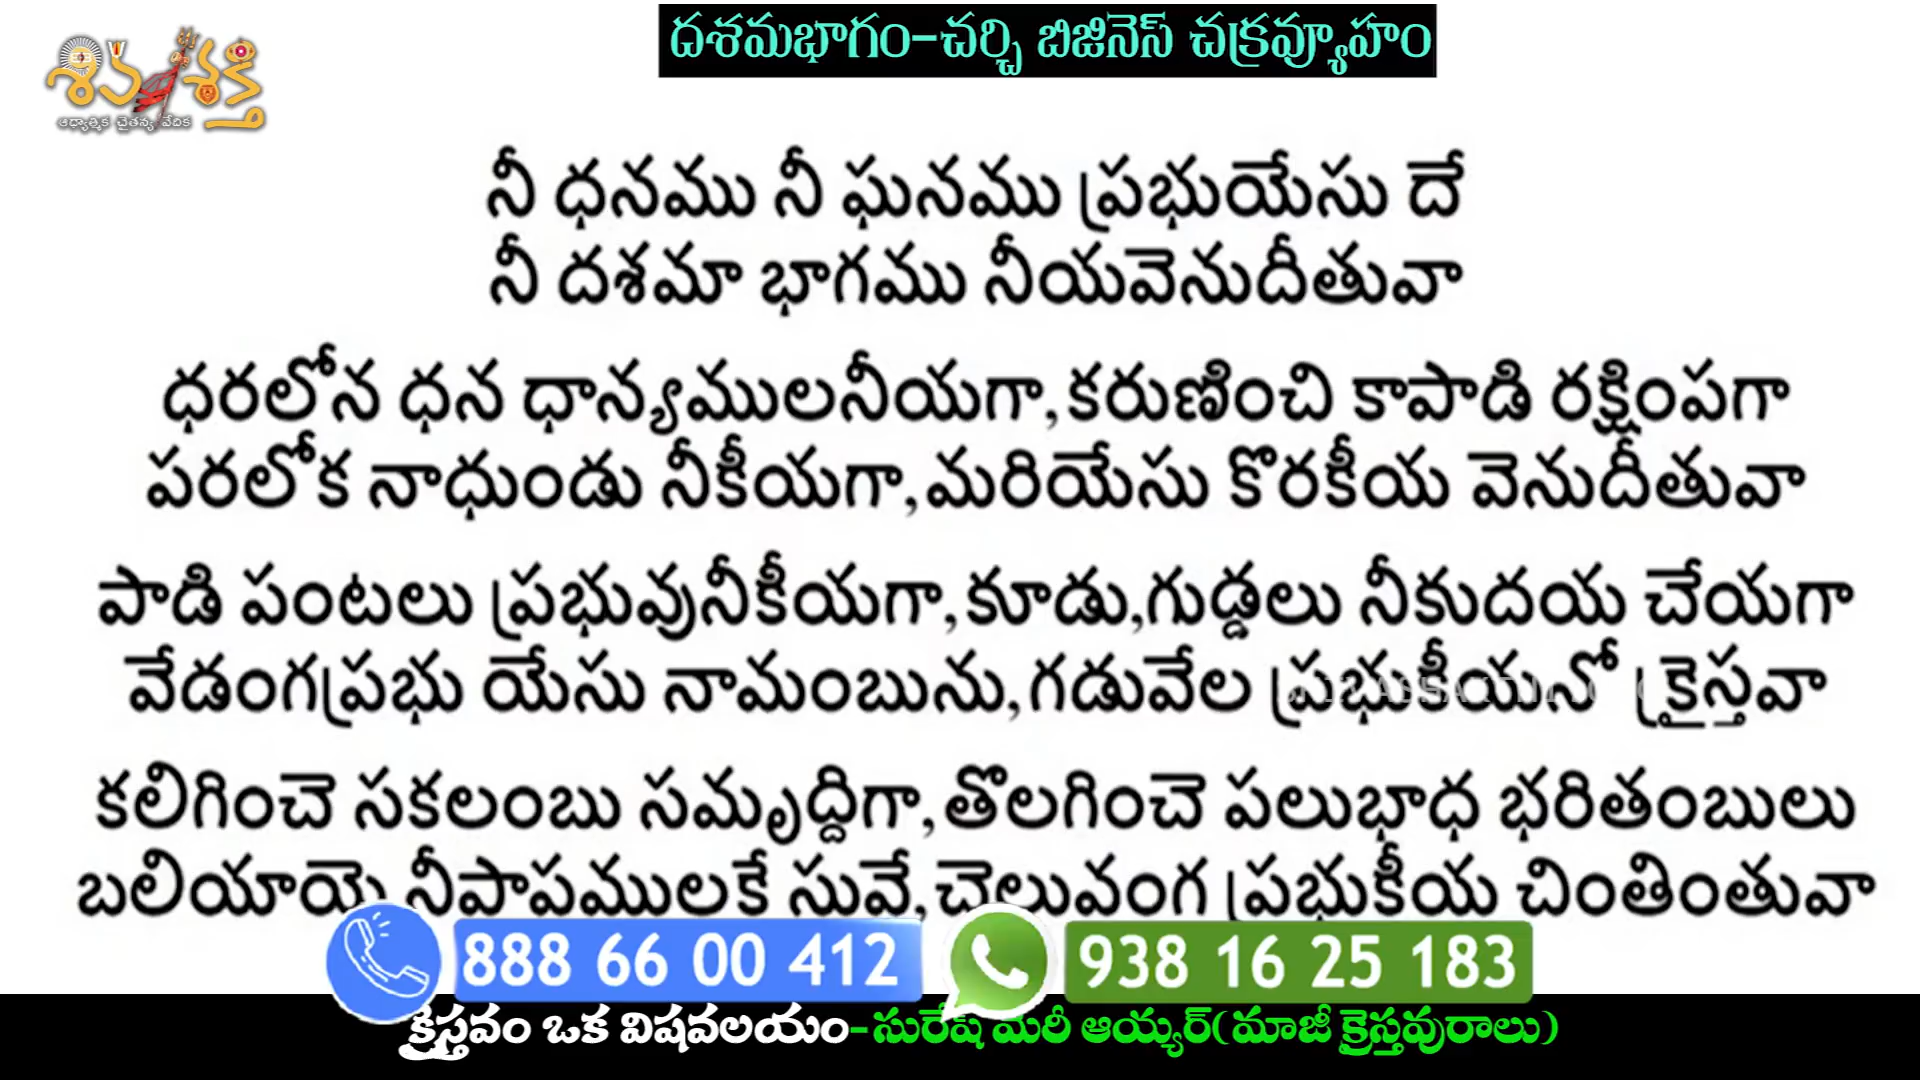 దశమభాగం-చర్చి బిజినెస్ చక్రవ్యూహం
శివశక్తి
ఆధ్యాత్మిక చైతన్య వేదిక
నీ ధనము నీ ఘనము ప్రభుయేసు దే
నీ దశమా భాగము నీయవెనుదీతువా
ధరలోన ధన ధాన్యములనీయగా,కరుణించి కాపాడి రక్షింపగా
పరలోక నాధుండు నీకీయగా,మరియేసు కొరకీయ వెనుదీతువా
పాడి పంటలు ప్రభువునీకీయగా,కూడు,గుడ్డలు నీకుదయ చేయగా
వేడంగప్రభు యేసు నామంబును,గడువేల ప్రభుకీయనో క్రైస్తవా
కలిగించె సకలంబు సమృద్దిగా,తొలగించె పలుభాధ భరితంబులు
బలియాయె నీపాపములకే సువే,చెలువంగ ప్రభుకీయ చింతింతువా
888 66 00 412 938 16 25 183
క్రైస్తవం ఒక విషవలయం-సురేష్ మేరీ ఆయ్యర్(మాజీ క్రైస్తవురాలు)